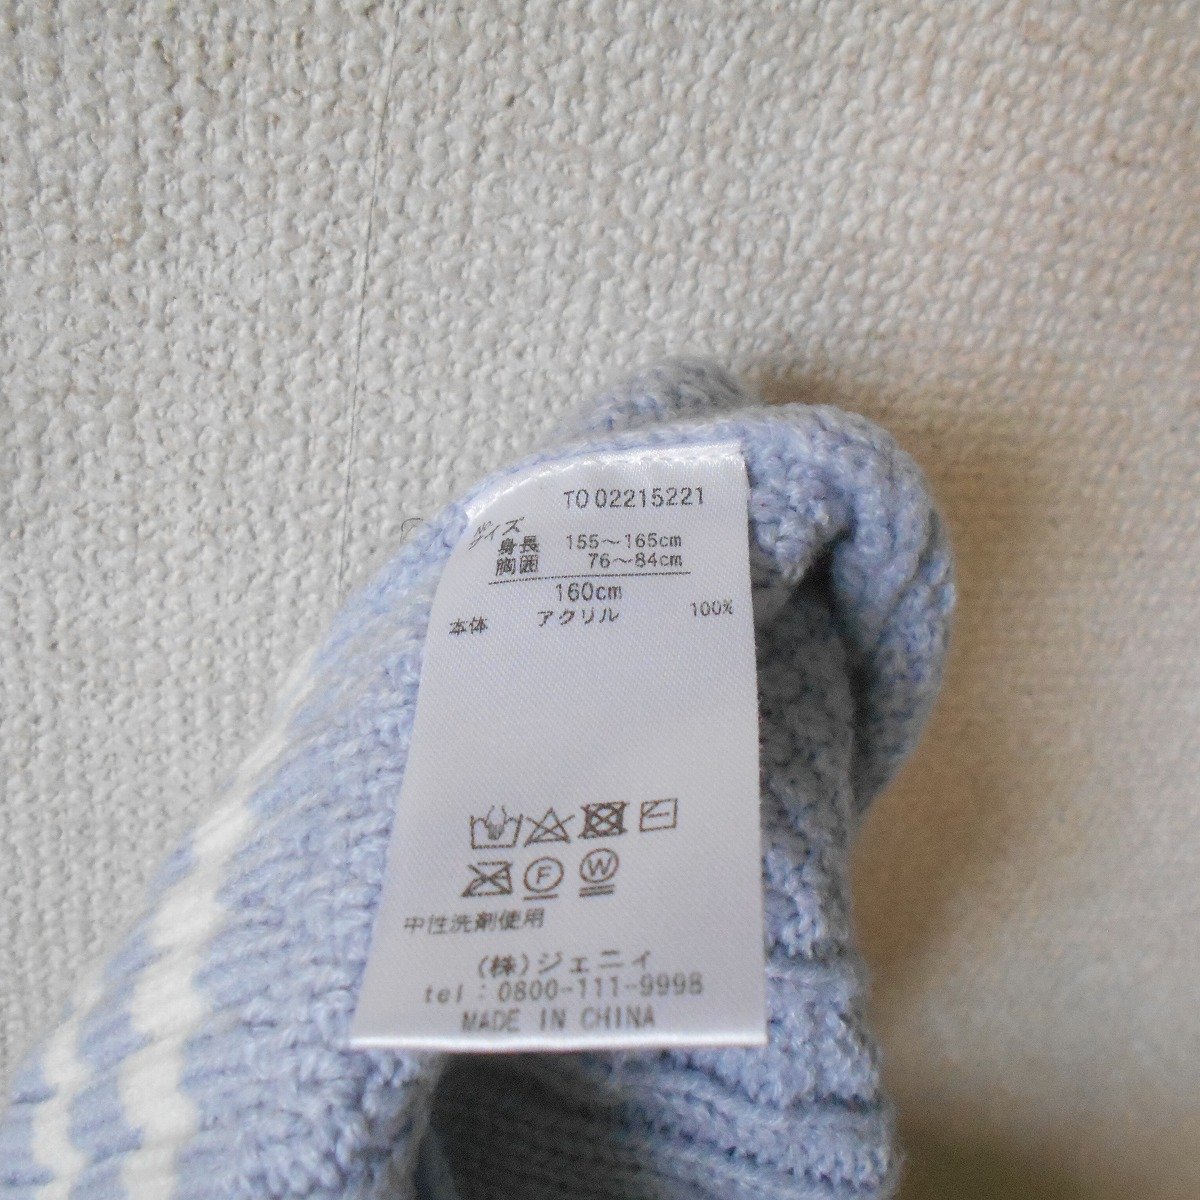 TO 02215221
サイズ
身長 155～165cm
胸囲 76～84cm
160cm
本体 アクリル 100%
F W
中性洗剤使用
(株)ジェニィ
tel:0800-111-9998
MADE IN CHINA